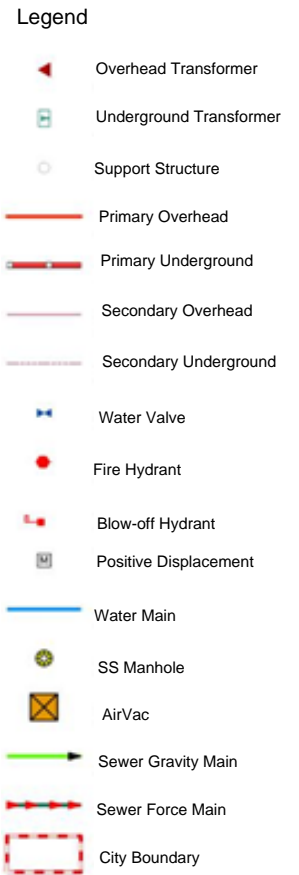 Legend
Overhead Transformer
Underground Transformer
Support Structure
Primary Overhead
Primary Underground
Secondary Overhead
Secondary Underground
Water Valve
Fire Hydrant
Blow-off Hydrant
Positive Displacement
Water Main
SS Manhole
AirVac
Sewer Gravity Main
Sewer Force Main
City Boundary